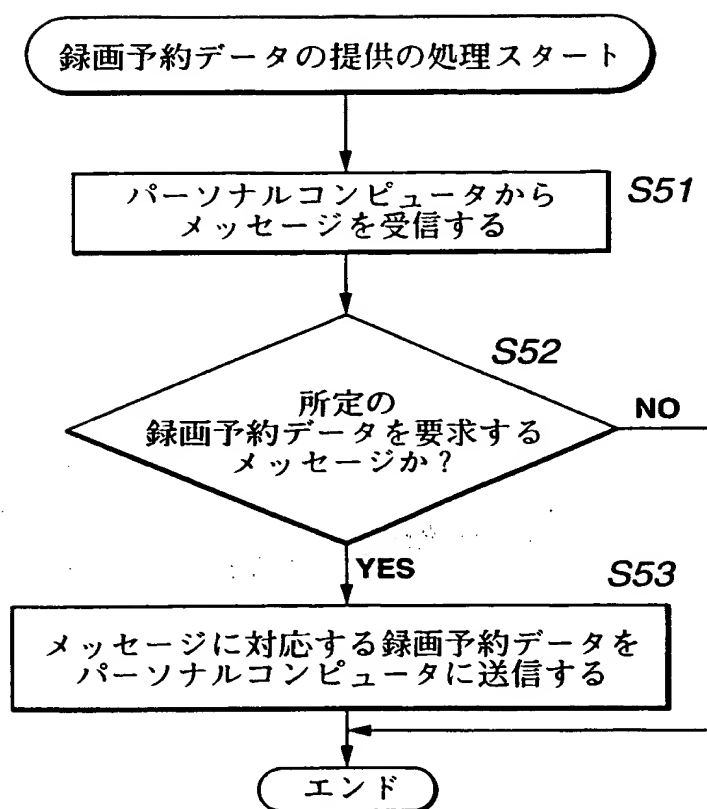 録画予約データの提供の処理スタート
パーソナルコンピュータから
メッセージを受信する
S51
S52
所定の
録画予約データを要求する
メッセージか?
NO
YES
S53
メッセージに対応する録画予約データを
パーソナルコンピュータに送信する
エンド